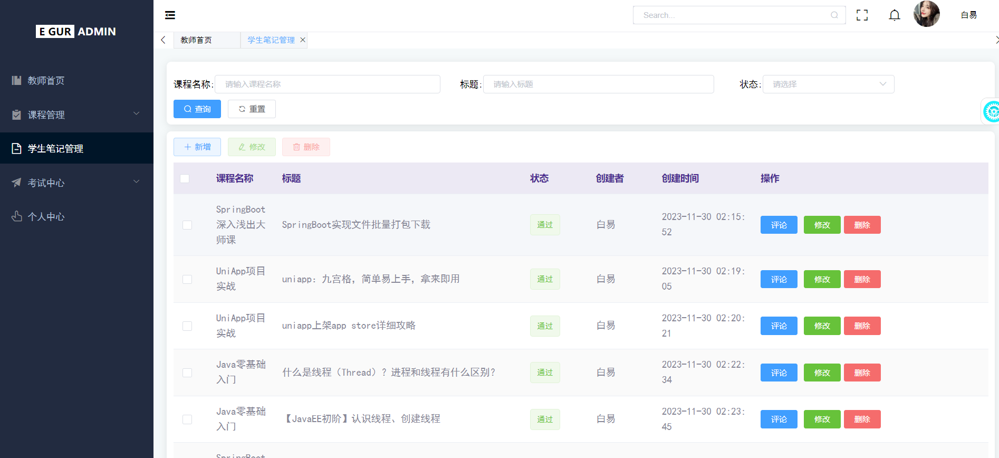 E GUR ADMIN
教师首页
课程管理
学生笔记管理
考试中心
个人中心
Search...
白易
教师首页
学生笔记管理
课程名称:
请输入课程名称
标题:
请输入标题
状态:
请选择
查询
重置
新增
修改
删除
课程名称 标题 状态 创建者 创建时间 操作
SpringBoot
深入浅出大
师课
SpringBoot实现文件批量打包下载
通过
白易
2023-11-30 02:15:
52
评论 修改 删除
UniApp项目
实战
uniapp：九宫格，简单易上手，拿来即用
通过
白易
2023-11-30 02:19:
05
评论 修改 删除
UniApp项目
实战
uniapp上架app store详细攻略
通过
白易
2023-11-30 02:20:
21
评论 修改 删除
Java零基础
入门
什么是线程（Thread）？进程和线程有什么区别？
通过
白易
2023-11-30 02:22:
34
评论 修改 删除
Java零基础
入门
【JavaEE初阶】认识线程、创建线程
通过
白易
2023-11-30 02:23:
45
评论 修改 删除
SpringBoot